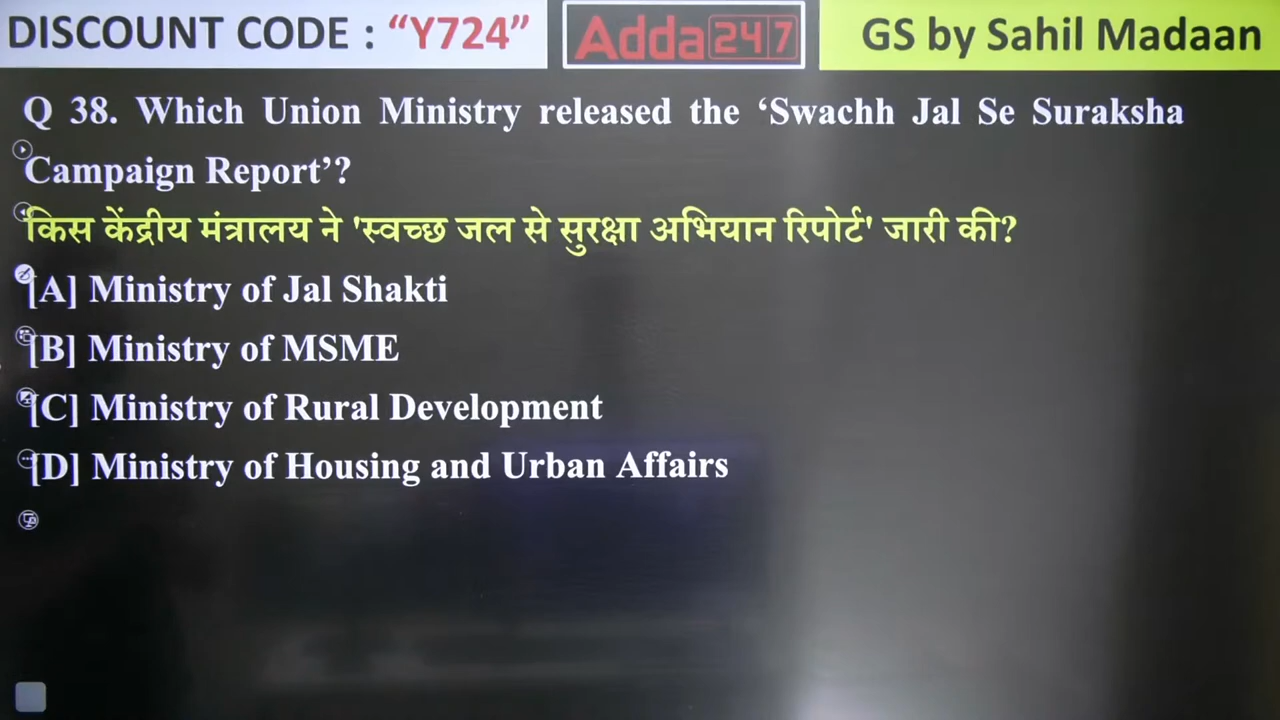 DISCOUNT CODE : “Y724”
Adda 247
GS by Sahil Madaan
Q 38. Which Union Ministry released the ‘Swachh Jal Se Suraksha
Campaign Report’?
किस केंद्रीय मंत्रालय ने 'स्वच्छ जल से सुरक्षा अभियान रिपोर्ट' जारी की?
[A] Ministry of Jal Shakti
[B] Ministry of MSME
[C] Ministry of Rural Development
[D] Ministry of Housing and Urban Affairs